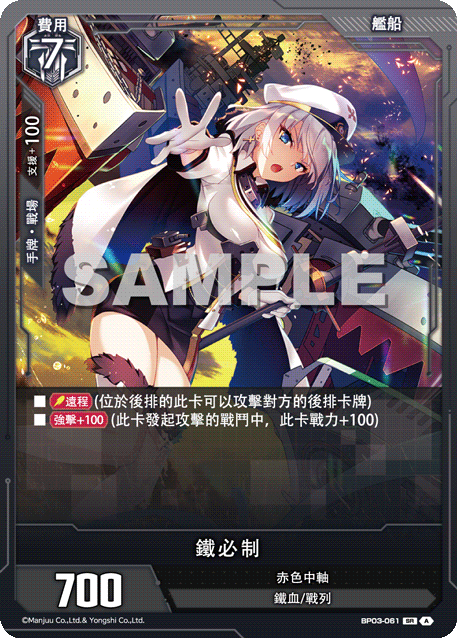 費用
艦船
7
支援+100
手牌・戰場
SAMPLE
遠程 (位於後排的此卡可以攻擊對方的後排卡牌)
強擊+100 (此卡發起攻擊的戰鬥中，此卡戰力+100)
鐵必制
700
赤色中軸
鐵血/戰列
©Manjuu Co.,Ltd.& Yongshi Co.,Ltd.
BP03-061 SR A